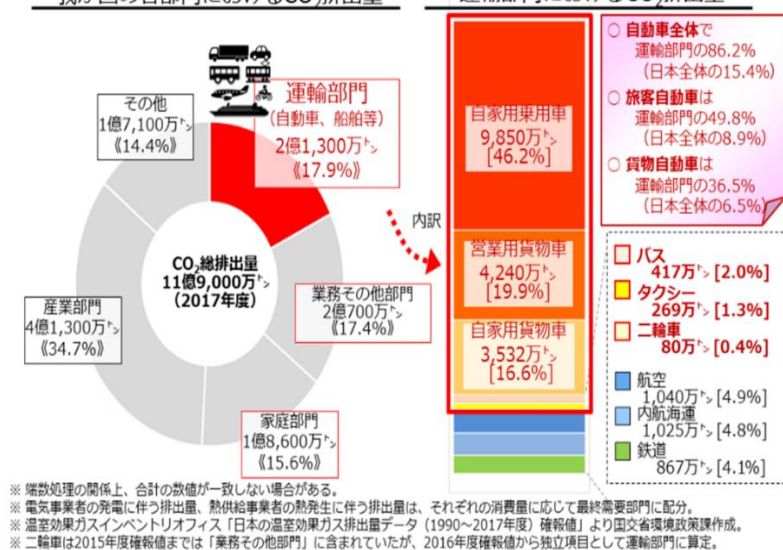 その他
1億7,100万㌧
《14.4%》
運輸部門
(自動車、船舶等)
2億1,300万㌧
《17.9%》
CO₂総排出量
11億9,000万㌧
(2017年度)
産業部門
4億1,300万㌧
《34.7%》
業務その他部門
2億700万㌧
《17.4%》
家庭部門
1億8,600万㌧
《15.6%》
内訳
自家用乗用車
9,850万㌧
[46.2%]
営業用貨物車
4,240万㌧
[19.9%]
自家用貨物車
3,532万㌧
[16.6%]
○ 自動車全体で
運輸部門の86.2%
(日本全体の15.4%)
○ 旅客自動車は
運輸部門の49.8%
(日本全体の8.9%)
○ 貨物自動車は
運輸部門の36.5%
(日本全体の6.5%)
バス
417万㌧ [2.0%]
タクシー
269万㌧ [1.3%]
二輪車
80万㌧ [0.4%]
航空
1,040万㌧ [4.9%]
内航海運
1,025万㌧ [4.8%]
鉄道
867万㌧ [4.1%]
※ 端数処理の関係上、合計の数値が一致しない場合がある。
※ 電気事業者の発電に伴う排出量、熱供給事業者の熱発生に伴う排出量は、それぞれの消費量に応じて最終需要部門に配分。
※ 温室効果ガスインベントリオフィス「日本の温室効果ガス排出量データ(1990~2017年度)確報値」より国交省環境政策課作成。
※ 二輪車は2015年度確報値までは「業務その他部門」に含まれていたが、2016年度確報値から独立項目として運輸部門に算定。